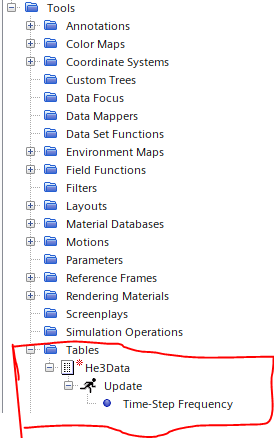 Tools
Annotations
Color Maps
Coordinate Systems
Custom Trees
Data Focus
Data Mappers
Data Set Functions
Environment Maps
Field Functions
Filters
Layouts
Material Databases
Motions
Parameters
Reference Frames
Rendering Materials
Screenplays
Simulation Operations
Tables
He3Data
Update
Time-Step Frequency